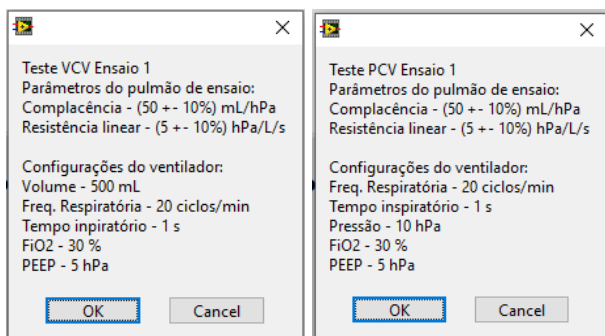 Teste VCV Ensaio 1
Parâmetros do pulmão de ensaio:
Complacência - (50 +- 10%) mL/hPa
Resistência linear - (5 +- 10%) hPa/L/s
Configurações do ventilador:
Volume - 500 mL
Freq. Respiratória - 20 ciclos/min
Tempo inpiratório - 1 s
FiO2 - 30 %
PEEP - 5 hPa
OK
Cancel
Teste PCV Ensaio 1
Parâmetros do pulmão de ensaio:
Complacência - (50 +- 10%) mL/hPa
Resistência linear - (5 +- 10%) hPa/L/s
Configurações do ventilador:
Freq. Respiratória - 20 ciclos/min
Tempo inspiratório - 1 s
Pressão - 10 hPa
FiO2 - 30 %
PEEP - 5 hPa
OK
Cancel